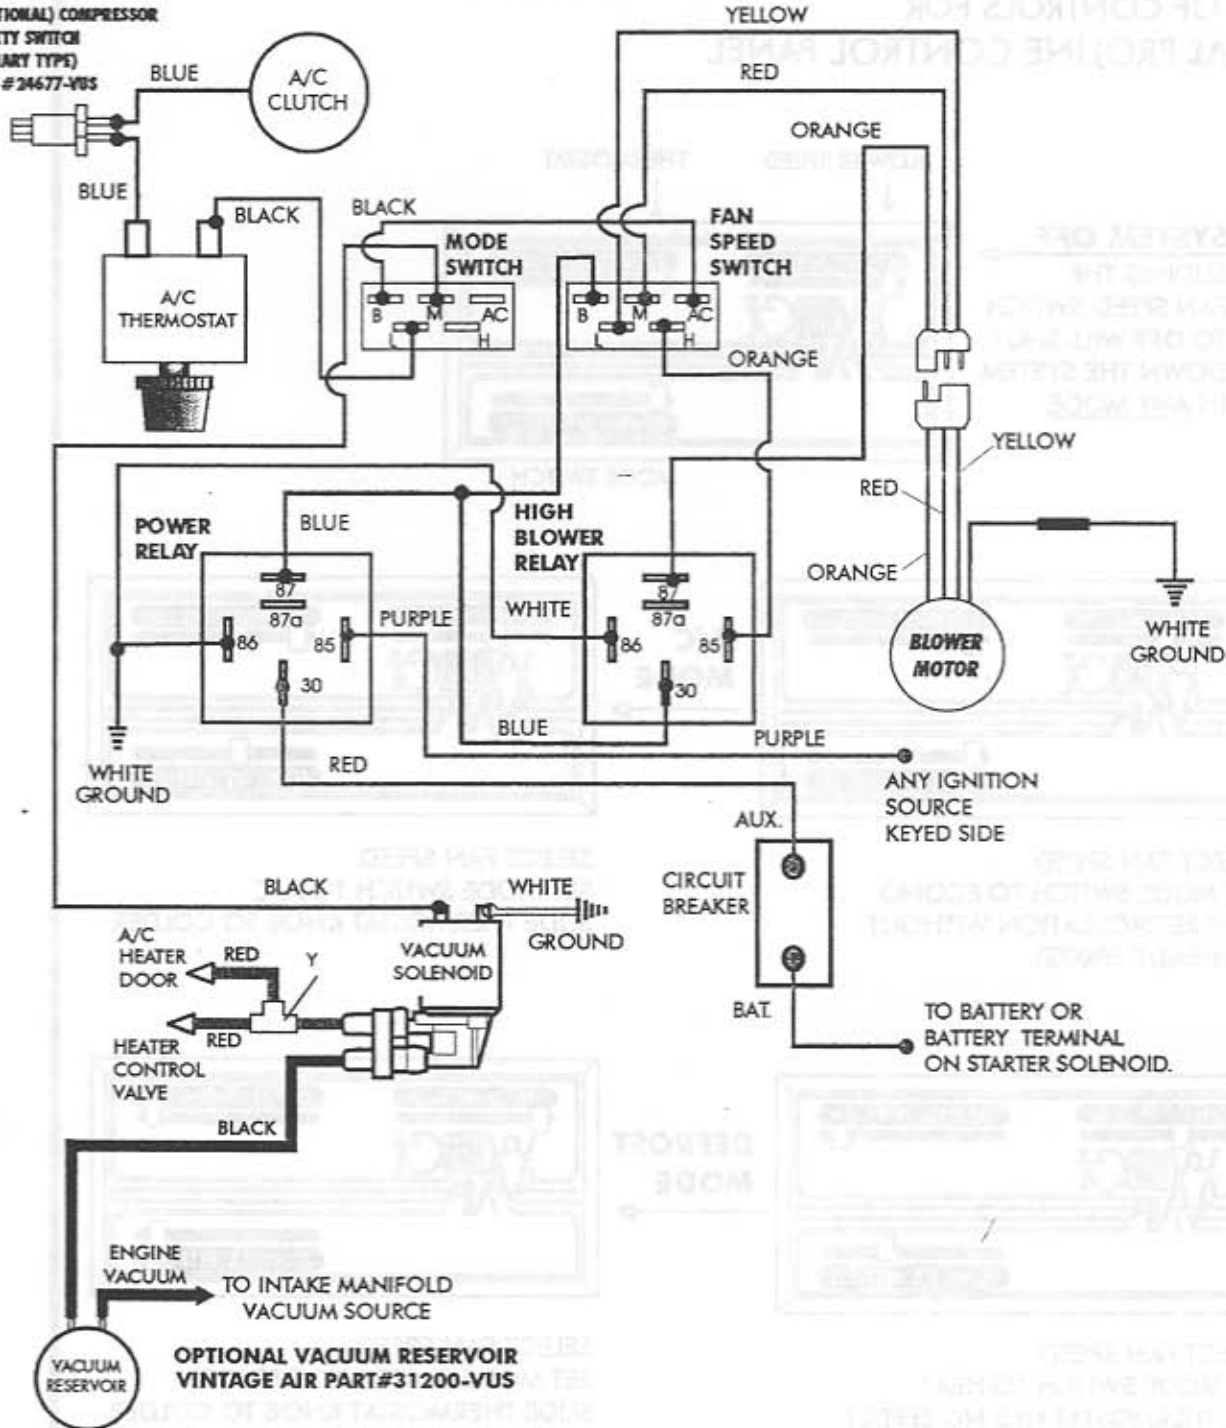 TIONAL) COMPRESSOR
ETY SWITCH
ARY TYPE)
#24677-VUS
BLUE
A/C
CLUTCH
BLUE
BLACK
A/C
THERMOSTAT
BLACK
MODE
SWITCH
B M AC
L H
YELLOW
RED
ORANGE
FAN
SPEED
SWITCH
B M AC
L H
ORANGE
YELLOW
RED
ORANGE
BLOWER
MOTOR
WHITE
GROUND
POWER
RELAY
BLUE
87
87a
86
85
30
PURPLE
HIGH
BLOWER
RELAY
WHITE
87
87a
86
85
30
BLUE
PURPLE
RED
WHITE
GROUND
ANY IGNITION
SOURCE
KEYED SIDE
AUX.
CIRCUIT
BREAKER
BAT.
TO BATTERY OR
BATTERY TERMINAL
ON STARTER SOLENOID.
BLACK
WHITE
GROUND
VACUUM
SOLENOID
A/C
HEATER
DOOR
RED
Y
RED
HEATER
CONTROL
VALVE
BLACK
ENGINE
VACUUM
TO INTAKE MANIFOLD
VACUUM SOURCE
VACUUM
RESERVOIR
OPTIONAL VACUUM RESERVOIR
VINTAGE AIR PART#31200-VUS